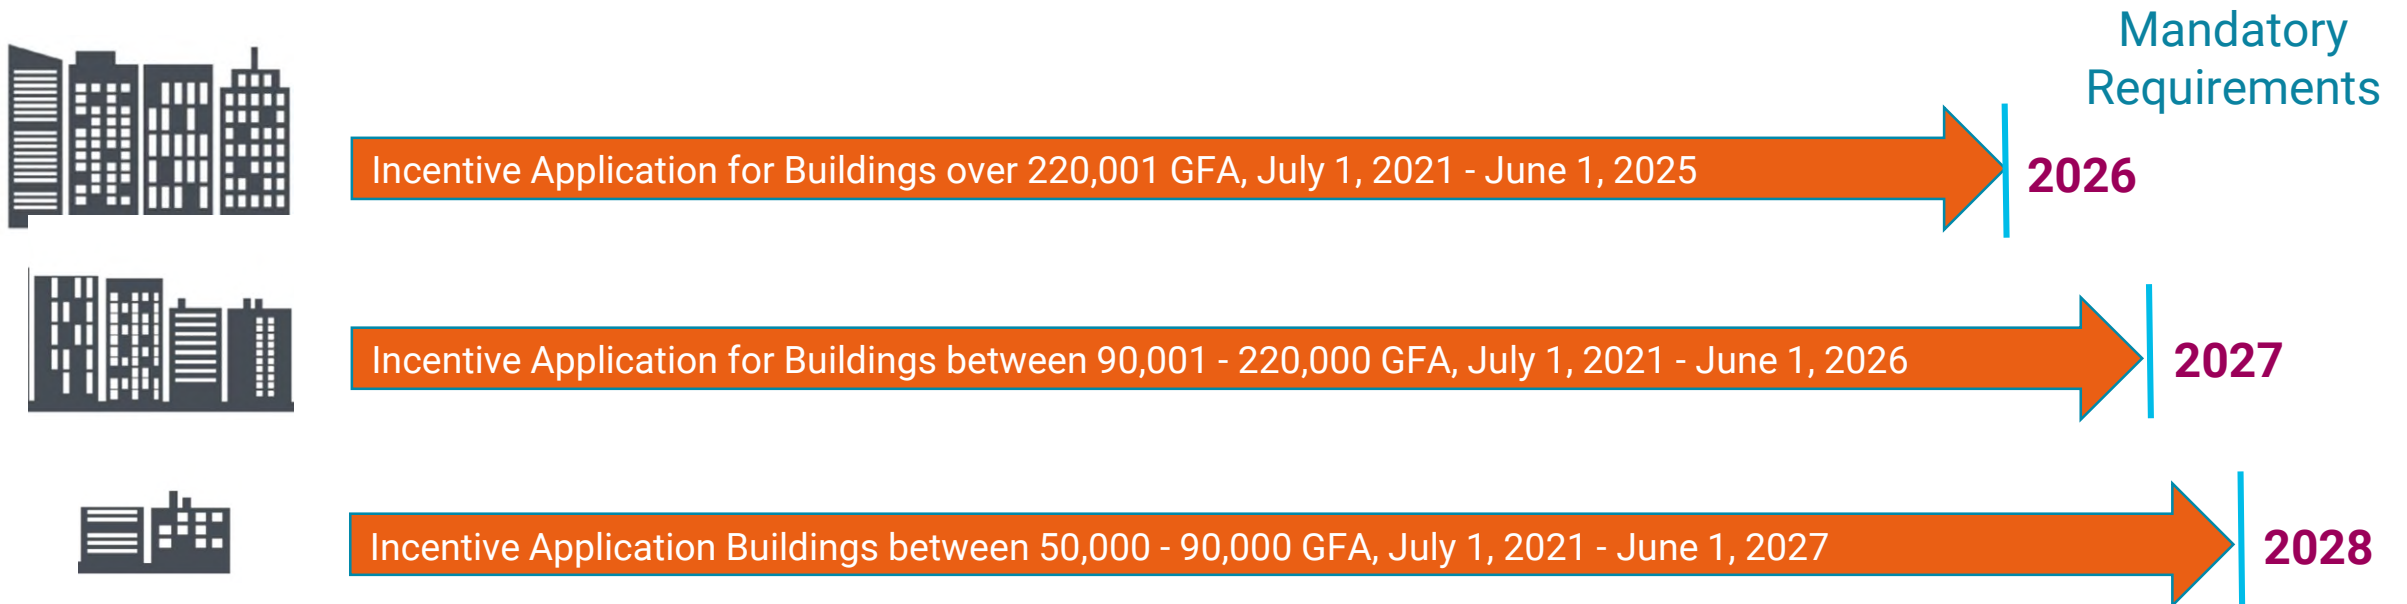 Mandatory
Requirements
Incentive Application for Buildings over 220,001 GFA, July 1, 2021 - June 1, 2025
2026
Incentive Application for Buildings between 90,001 - 220,000 GFA, July 1, 2021 - June 1, 2026
2027
Incentive Application Buildings between 50,000 - 90,000 GFA, July 1, 2021 - June 1, 2027
2028